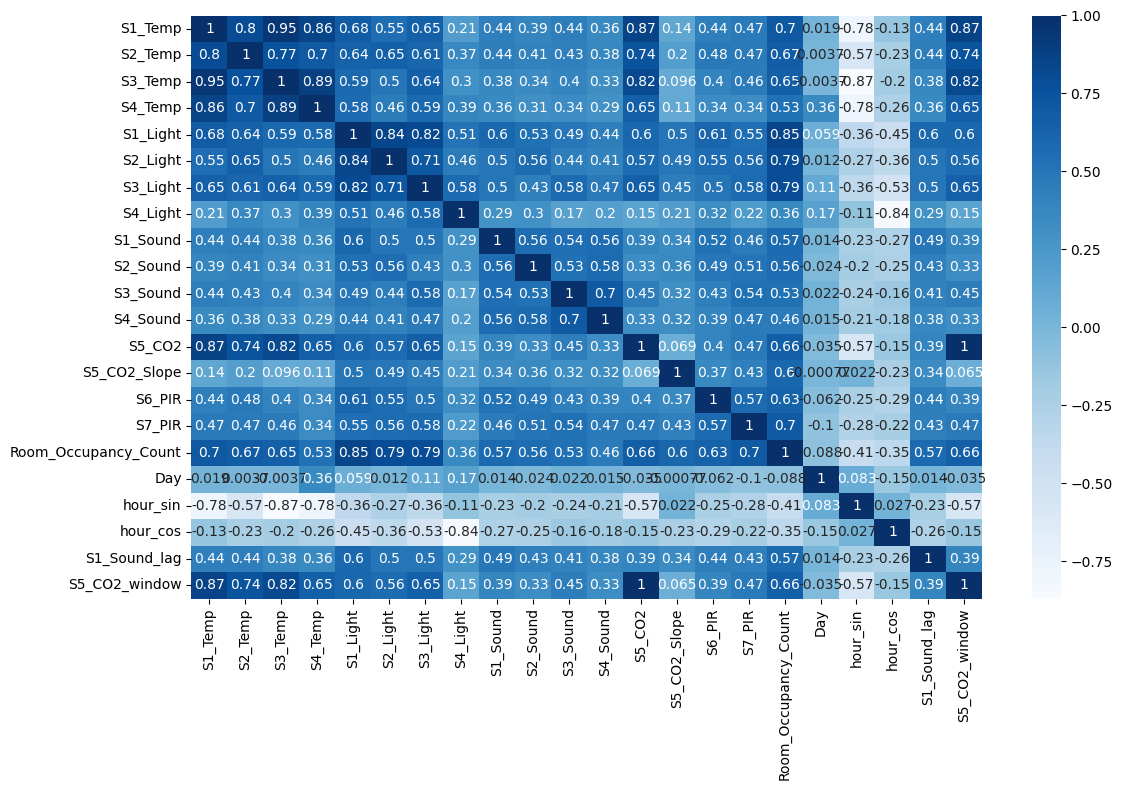 S1_Temp 1 0.8 0.95 0.86 0.68 0.55 0.65 0.21 0.44 0.39 0.44 0.36 0.87 0.14 0.44 0.47 0.7 0.019 -0.78 -0.13 0.44 0.87
S2_Temp 0.8 1 0.77 0.7 0.64 0.65 0.61 0.37 0.44 0.41 0.43 0.38 0.74 0.2 0.48 0.47 0.67 0.0037 -0.57 -0.23 0.44 0.74
S3_Temp 0.95 0.77 1 0.89 0.59 0.5 0.64 0.3 0.38 0.34 0.4 0.33 0.82 0.096 0.4 0.46 0.65 -0.0037 -0.87 -0.2 0.38 0.82
S4_Temp 0.86 0.7 0.89 1 0.58 0.46 0.59 0.39 0.36 0.31 0.34 0.29 0.65 0.11 0.34 0.34 0.53 0.36 -0.78 -0.26 0.36 0.65
S1_Light 0.68 0.64 0.59 0.58 1 0.84 0.82 0.51 0.6 0.53 0.49 0.44 0.6 0.5 0.61 0.55 0.85 0.059 -0.36 -0.45 0.6 0.6
S2_Light 0.55 0.65 0.5 0.46 0.84 1 0.71 0.46 0.5 0.56 0.44 0.41 0.57 0.49 0.55 0.56 0.79 0.012 -0.27 -0.36 0.5 0.56
S3_Light 0.65 0.61 0.64 0.59 0.82 0.71 1 0.58 0.5 0.43 0.58 0.47 0.65 0.45 0.5 0.58 0.79 0.11 -0.36 -0.53 0.5 0.65
S4_Light 0.21 0.37 0.3 0.39 0.51 0.46 0.58 1 0.29 0.3 0.17 0.2 0.15 0.21 0.32 0.22 0.36 0.17 -0.11 -0.84 0.29 0.15
S1_Sound 0.44 0.44 0.38 0.36 0.6 0.5 0.5 0.29 1 0.56 0.54 0.56 0.39 0.34 0.52 0.46 0.57 0.014 -0.23 -0.27 0.49 0.39
S2_Sound 0.39 0.41 0.34 0.31 0.53 0.56 0.43 0.3 0.56 1 0.53 0.58 0.33 0.36 0.49 0.51 0.56 -0.024 -0.2 -0.25 0.43 0.33
S3_Sound 0.44 0.43 0.4 0.34 0.49 0.44 0.58 0.17 0.54 0.53 1 0.7 0.45 0.32 0.43 0.54 0.53 0.022 -0.24 -0.16 0.41 0.45
S4_Sound 0.36 0.38 0.33 0.29 0.44 0.41 0.47 0.2 0.56 0.58 0.7 1 0.33 0.32 0.39 0.47 0.46 0.015 -0.21 -0.18 0.38 0.33
S5_CO2 0.87 0.74 0.82 0.65 0.6 0.57 0.65 0.15 0.39 0.33 0.45 0.33 1 0.069 0.4 0.47 0.66 -0.035 -0.57 -0.15 0.39 1
S5_CO2_Slope 0.14 0.2 0.096 0.11 0.5 0.49 0.45 0.21 0.34 0.36 0.32 0.32 0.069 1 0.37 0.43 0.6 0.00077 0.022 -0.23 0.34 0.065
S6_PIR 0.44 0.48 0.4 0.34 0.61 0.55 0.5 0.32 0.52 0.49 0.43 0.39 0.4 0.37 1 0.57 0.63 -0.062 -0.25 -0.29 0.44 0.39
S7_PIR 0.47 0.47 0.46 0.34 0.55 0.56 0.58 0.22 0.46 0.51 0.54 0.47 0.47 0.43 0.57 1 0.7 -0.1 -0.28 -0.22 0.43 0.47
Room_Occupancy_Count 0.7 0.67 0.65 0.53 0.85 0.79 0.79 0.36 0.57 0.56 0.53 0.46 0.66 0.6 0.63 0.7 1 -0.088 -0.41 -0.35 0.57 0.66
Day 0.019 0.0037 0.0037 0.36 0.059 0.012 0.11 0.17 0.014 -0.024 0.022 0.015 -0.035 0.00077 -0.062 -0.1 -0.088 1 0.083 -0.15 0.014 -0.035
hour_sin -0.78 -0.57 -0.87 -0.78 -0.36 -0.27 -0.36 -0.11 -0.23 -0.2 -0.24 -0.21 -0.57 0.022 -0.25 -0.28 -0.41 0.083 1 0.027 -0.23 -0.57
hour_cos -0.13 -0.23 -0.2 -0.26 -0.45 -0.36 -0.53 -0.84 -0.27 -0.25 -0.16 -0.18 -0.15 -0.23 -0.29 -0.22 -0.35 -0.15 0.027 1 -0.26 -0.15
S1_Sound_lag 0.44 0.44 0.38 0.36 0.6 0.5 0.5 0.29 0.49 0.43 0.41 0.38 0.39 0.34 0.44 0.43 0.57 0.014 -0.23 -0.26 1 0.39
S5_CO2_window 0.87 0.74 0.82 0.65 0.6 0.56 0.65 0.15 0.39 0.33 0.45 0.33 1 0.065 0.39 0.47 0.66 -0.035 -0.57 -0.15 0.39 1
S1_Temp
S2_Temp
S3_Temp
S4_Temp
S1_Light
S2_Light
S3_Light
S4_Light
S1_Sound
S2_Sound
S3_Sound
S4_Sound
S5_CO2
S5_CO2_Slope
S6_PIR
S7_PIR
Room_Occupancy_Count
Day
hour_sin
hour_cos
S1_Sound_lag
S5_CO2_window
1.00
0.75
0.50
0.25
0.00
−0.25
−0.50
−0.75